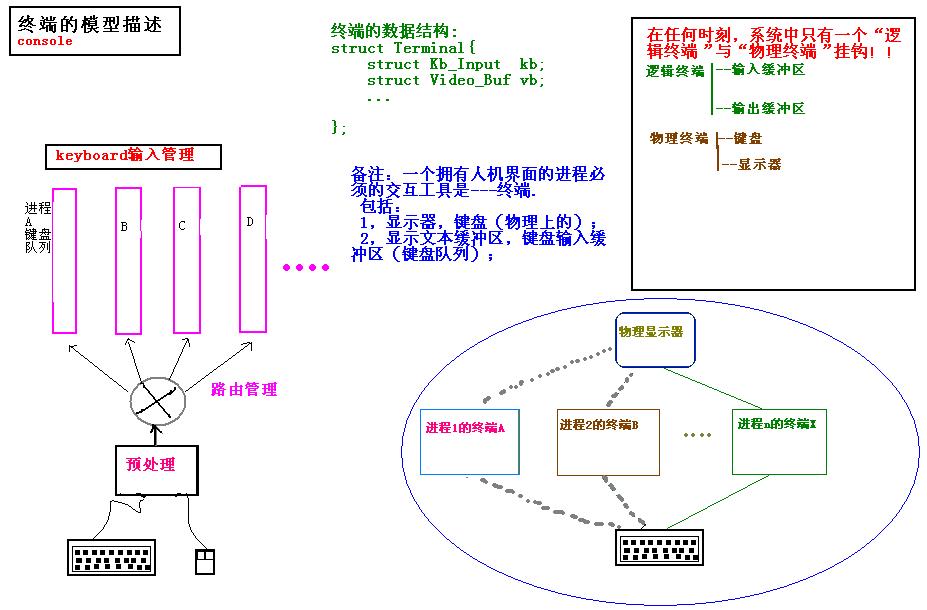 终端的模型描述
console
终端的数据结构:
struct Terminal{
struct Kb_Input  kb;
struct Video_Buf vb;
...
};
在任何时刻，系统中只有一个“逻
辑终端”与“物理终端”挂钩！！
逻辑终端
--输入缓冲区
--输出缓冲区
物理终端
--键盘
--显示器
keyboard输入管理
进程
A
键盘
队列
B
C
D
备注：一个拥有人机界面的进程必
须的交互工具是---终端.
包括：
1，显示器，键盘（物理上的）；
2，显示文本缓冲区，键盘输入缓
冲区（键盘队列）；
路由管理
预处理
物理显示器
进程1的终端A
进程2的终端B
进程n的终端X